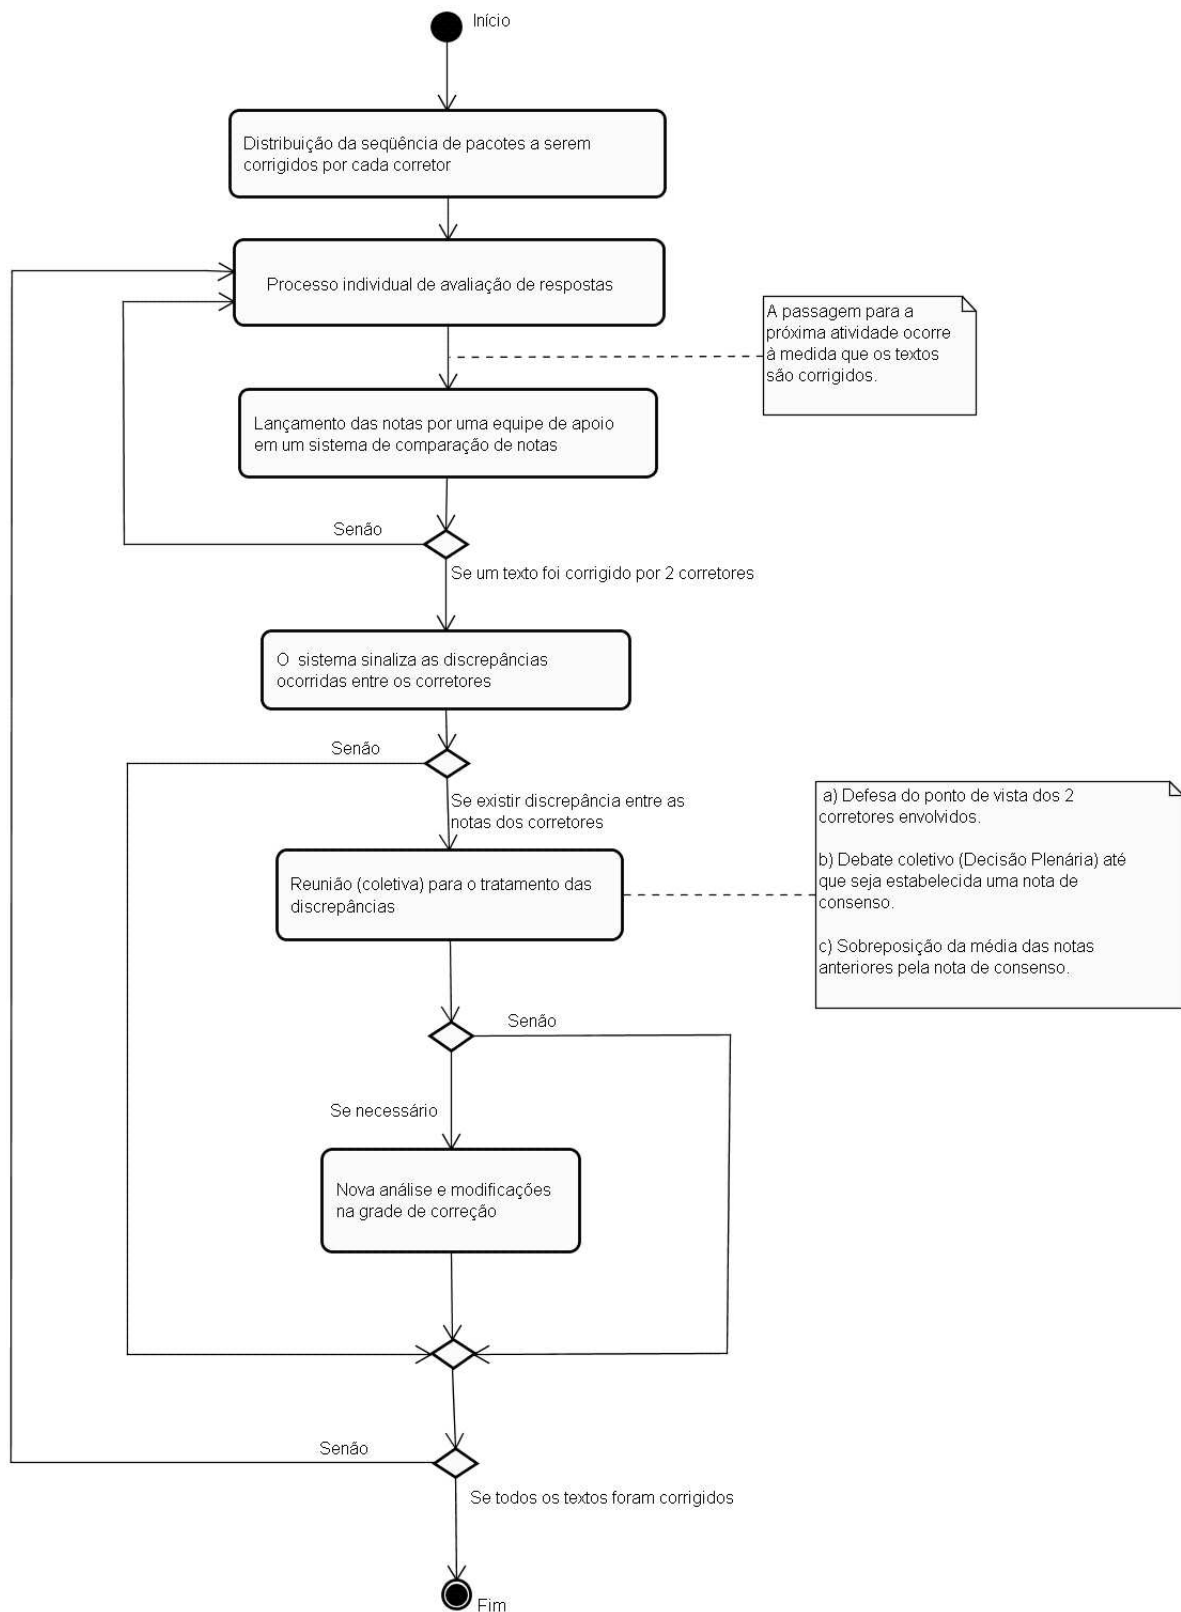 Início
Distribuição da seqüência de pacotes a serem
corrigidos por cada corretor
Processo individual de avaliação de respostas
A passagem para a
próxima atividade ocorre
à medida que os textos
são corrigidos.
Lançamento das notas por uma equipe de apoio
em um sistema de comparação de notas
Senão
Se um texto foi corrigido por 2 corretores
O sistema sinaliza as discrepâncias
ocorridas entre os corretores
Senão
Se existir discrepância entre as
notas dos corretores
a) Defesa do ponto de vista dos 2
corretores envolvidos.
b) Debate coletivo (Decisão Plenária) até
que seja estabelecida uma nota de
consenso.
c) Sobreposição da média das notas
anteriores pela nota de consenso.
Reunião (coletiva) para o tratamento das
discrepâncias
Senão
Se necessário
Nova análise e modificações
na grade de correção
Senão
Se todos os textos foram corrigidos
Fim